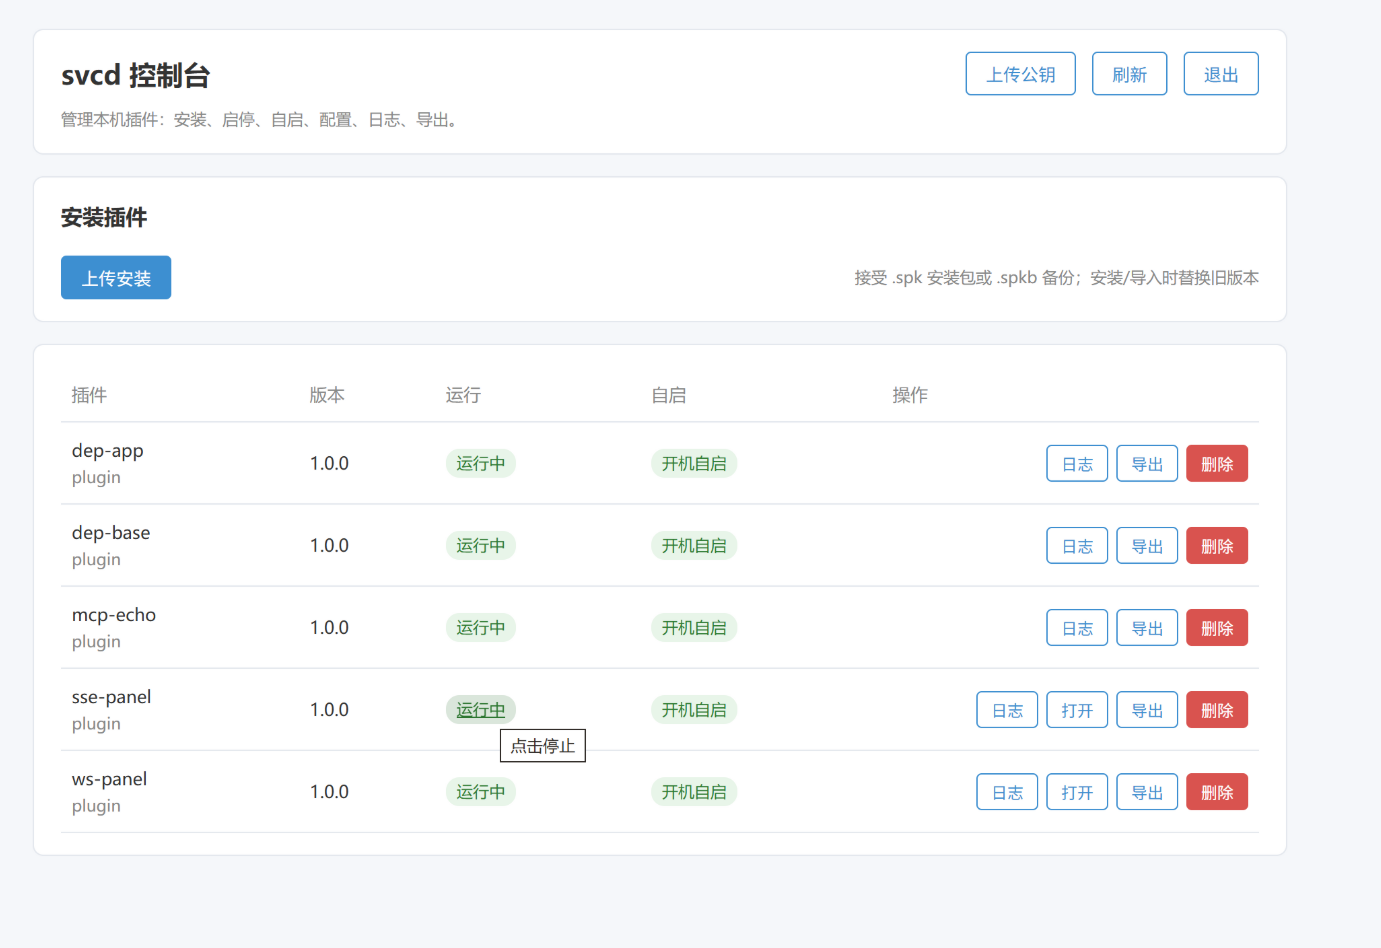 svcd 控制台
上传公钥 刷新 退出
管理本机插件：安装、启停、自启、配置、日志、导出。
安装插件
上传安装 接受 .spk 安装包或 .spkb 备份；安装/导入时替换旧版本
插件 版本 运行 自启 操作
dep-app
plugin
1.0.0 运行中 开机自启 日志 导出 删除
dep-base
plugin
1.0.0 运行中 开机自启 日志 导出 删除
mcp-echo
plugin
1.0.0 运行中 开机自启 日志 导出 删除
sse-panel
plugin
1.0.0 运行中 开机自启 日志 打开 导出 删除
点击停止
ws-panel
plugin
1.0.0 运行中 开机自启 日志 打开 导出 删除